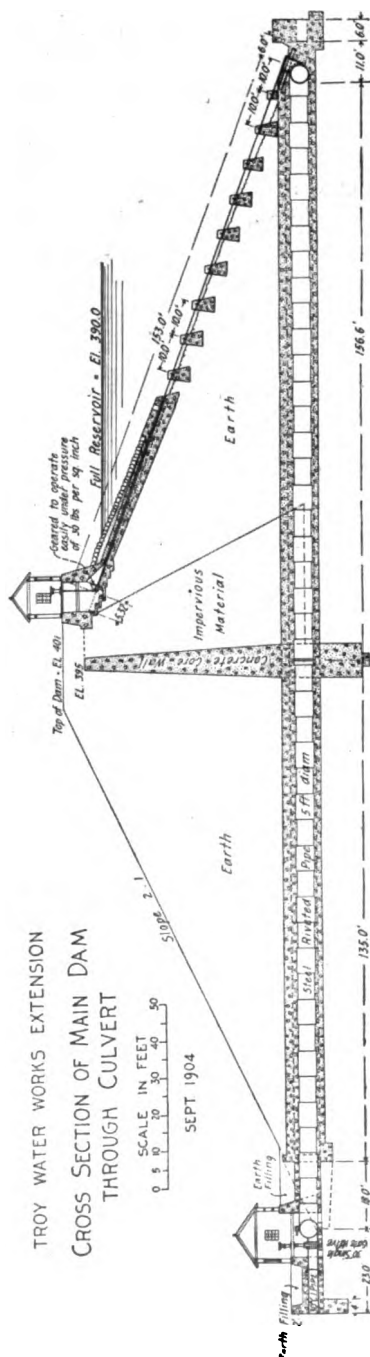 TROY WATER WORKS EXTENSION
CROSS SECTION OF MAIN DAM
THROUGH CULVERT
SCALE IN FEET
0 5 10 20 30 40 50
SEPT 1904
Top of Dam - EL 401
EL. 395
Geared to operate
easily under pressure
of 30 lbs per sq. inch
Full Reservoir = El. 390.0
153.0'
10.0'
10.0'
10.0'
10.0'
6.0'
Slope 2.1
Earth
Impervious
Material
Earth
Concrete Core Wall
Steel Riveted Pipe 5 ft diam
Earth
Filling
Earth Filling
23.0
18.0'
135.0'
156.6'
11.0'
6.0'